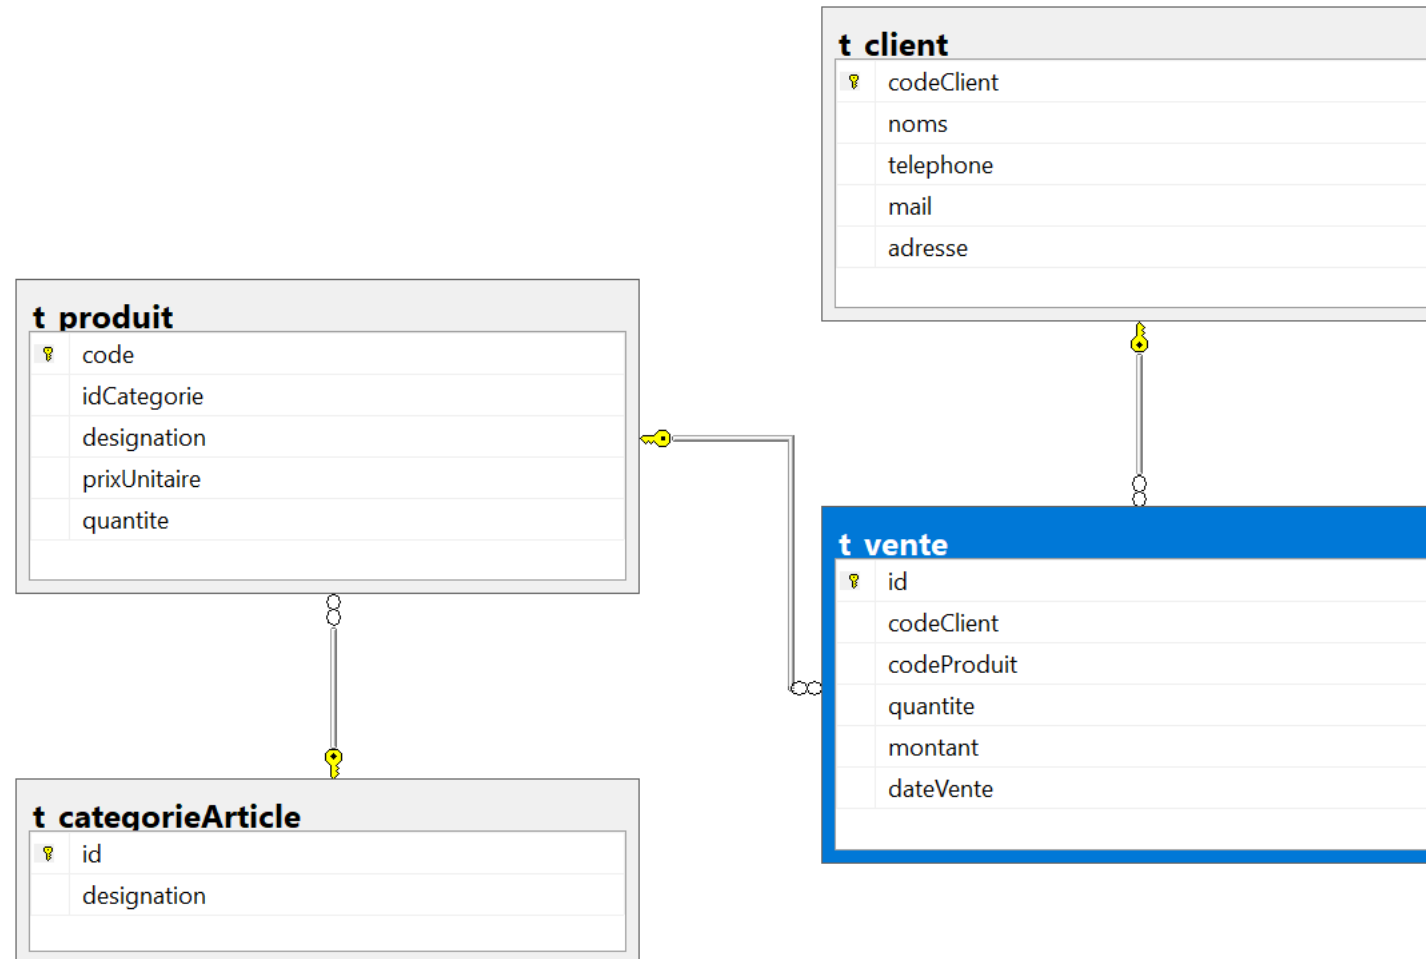 t_client
codeClient
noms
telephone
mail
adresse
t_produit
code
idCategorie
designation
prixUnitaire
quantite
t_vente
id
codeClient
codeProduit
quantite
montant
dateVente
t_categorieArticle
id
designation